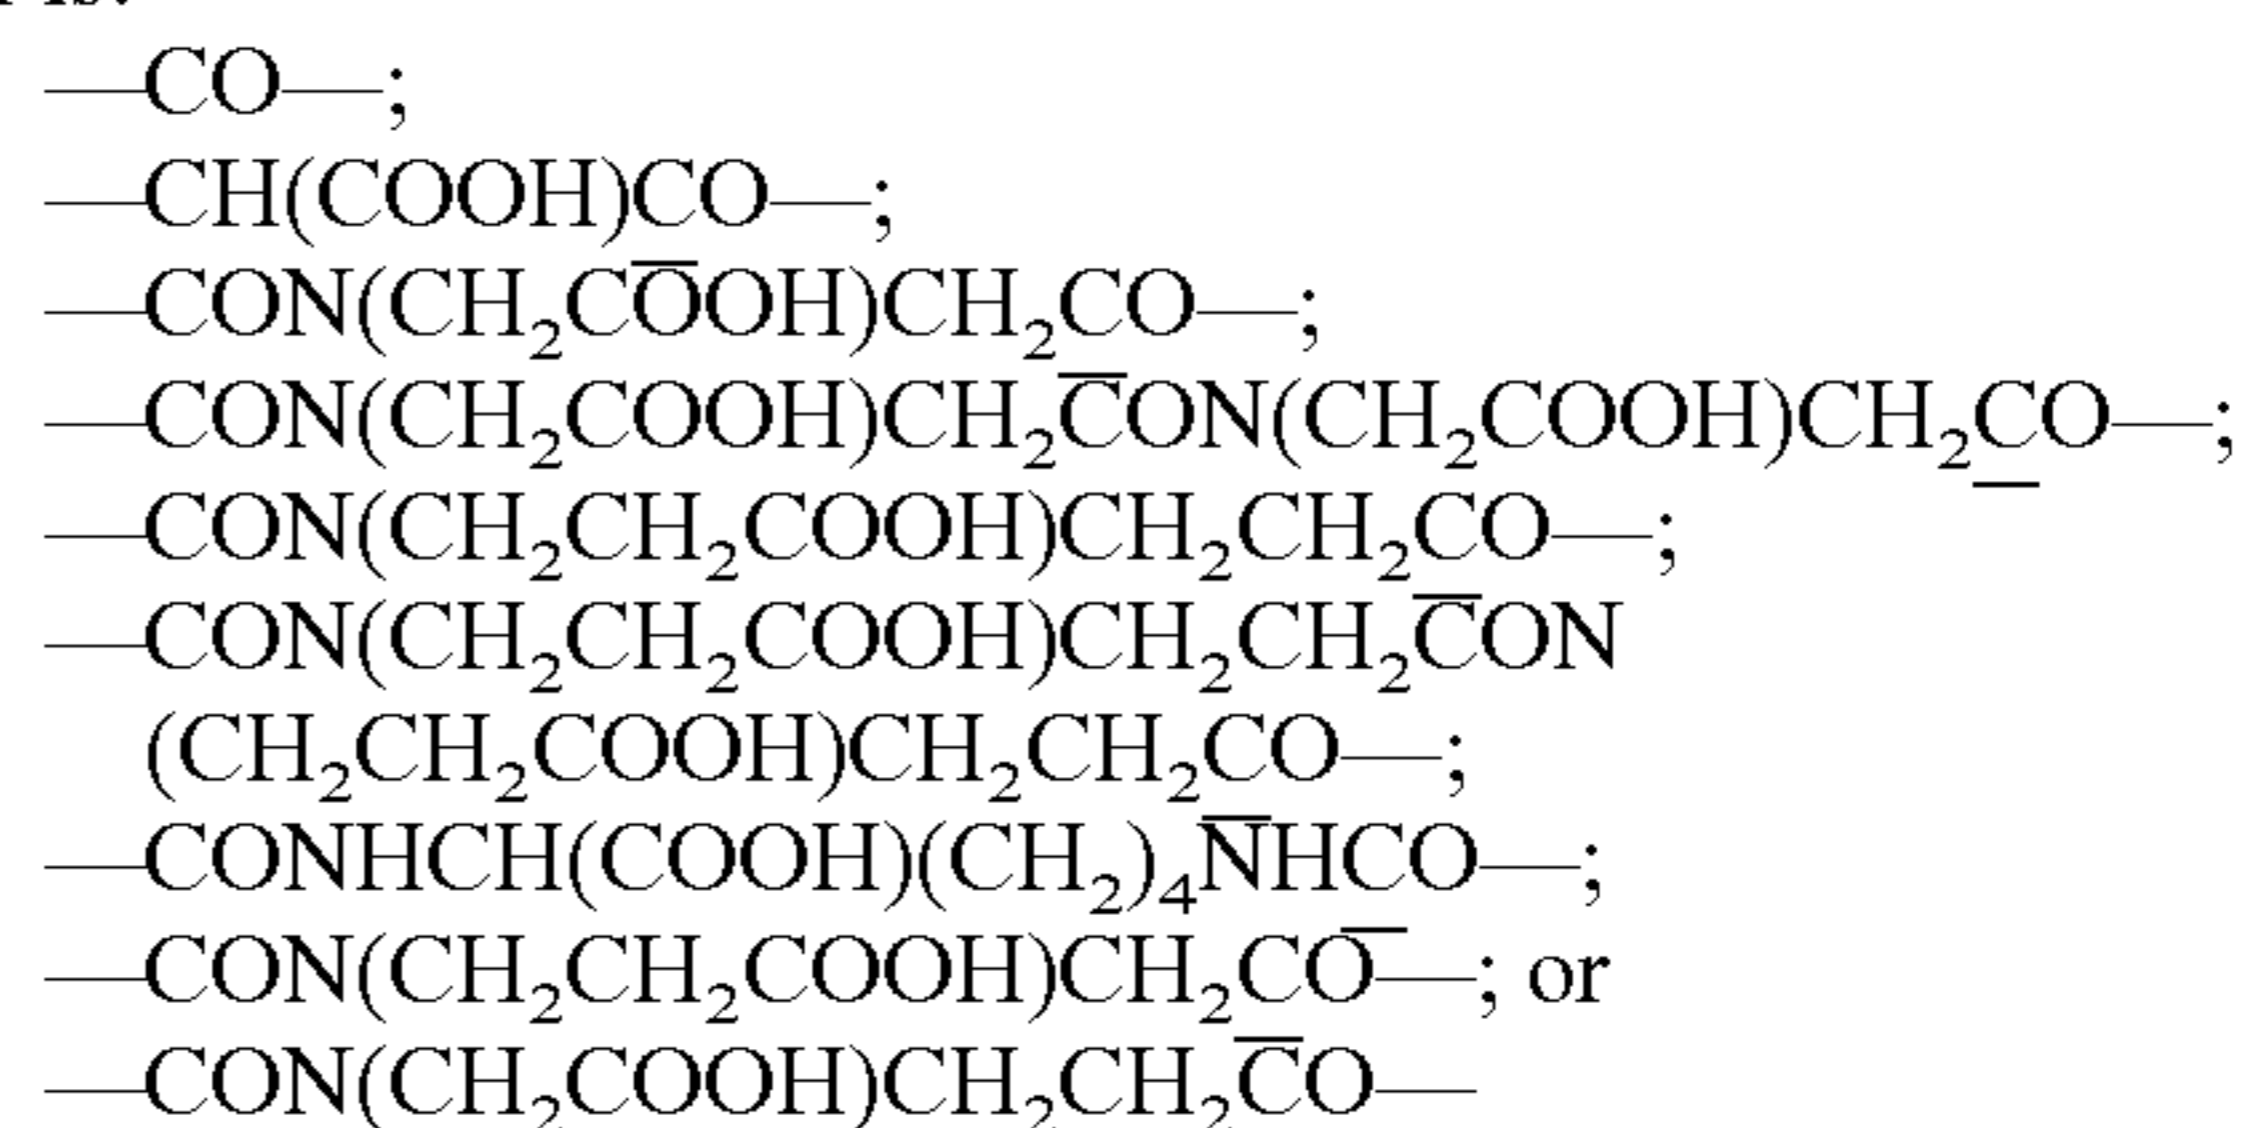 —CO—;
—CH(COOH)CO—;
—CON(CH₂COOH)CH₂CO—;
—CON(CH₂COOH)CH₂CON(CH₂COOH)CH₂CO—;
—CON(CH₂CH₂COOH)CH₂CH₂CO—;
—CON(CH₂CH₂COOH)CH₂CH₂CON
(CH₂CH₂COOH)CH₂CH₂CO—;
—CONHCH(COOH)(CH₂)₄NHCO—;
—CON(CH₂CH₂COOH)CH₂CO—; or
—CON(CH₂COOH)CH₂CH₂CO—